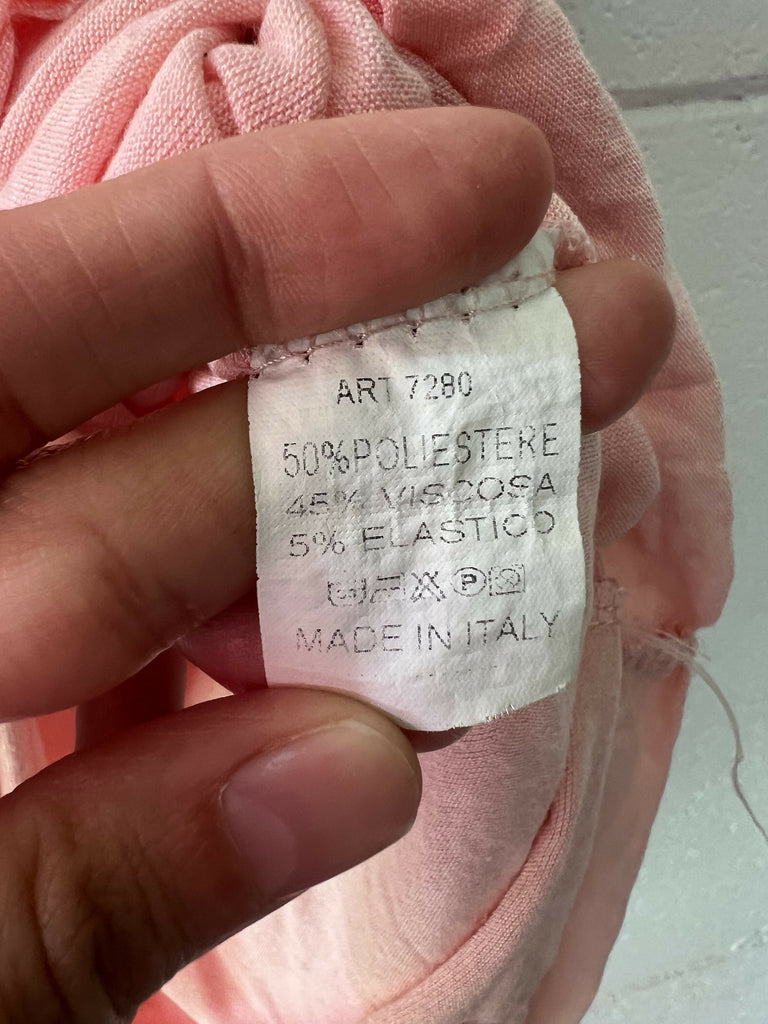 ART 7280
50% POLIESTERE
45% VISCOSA
5% ELASTICO
P
MADE IN ITALY